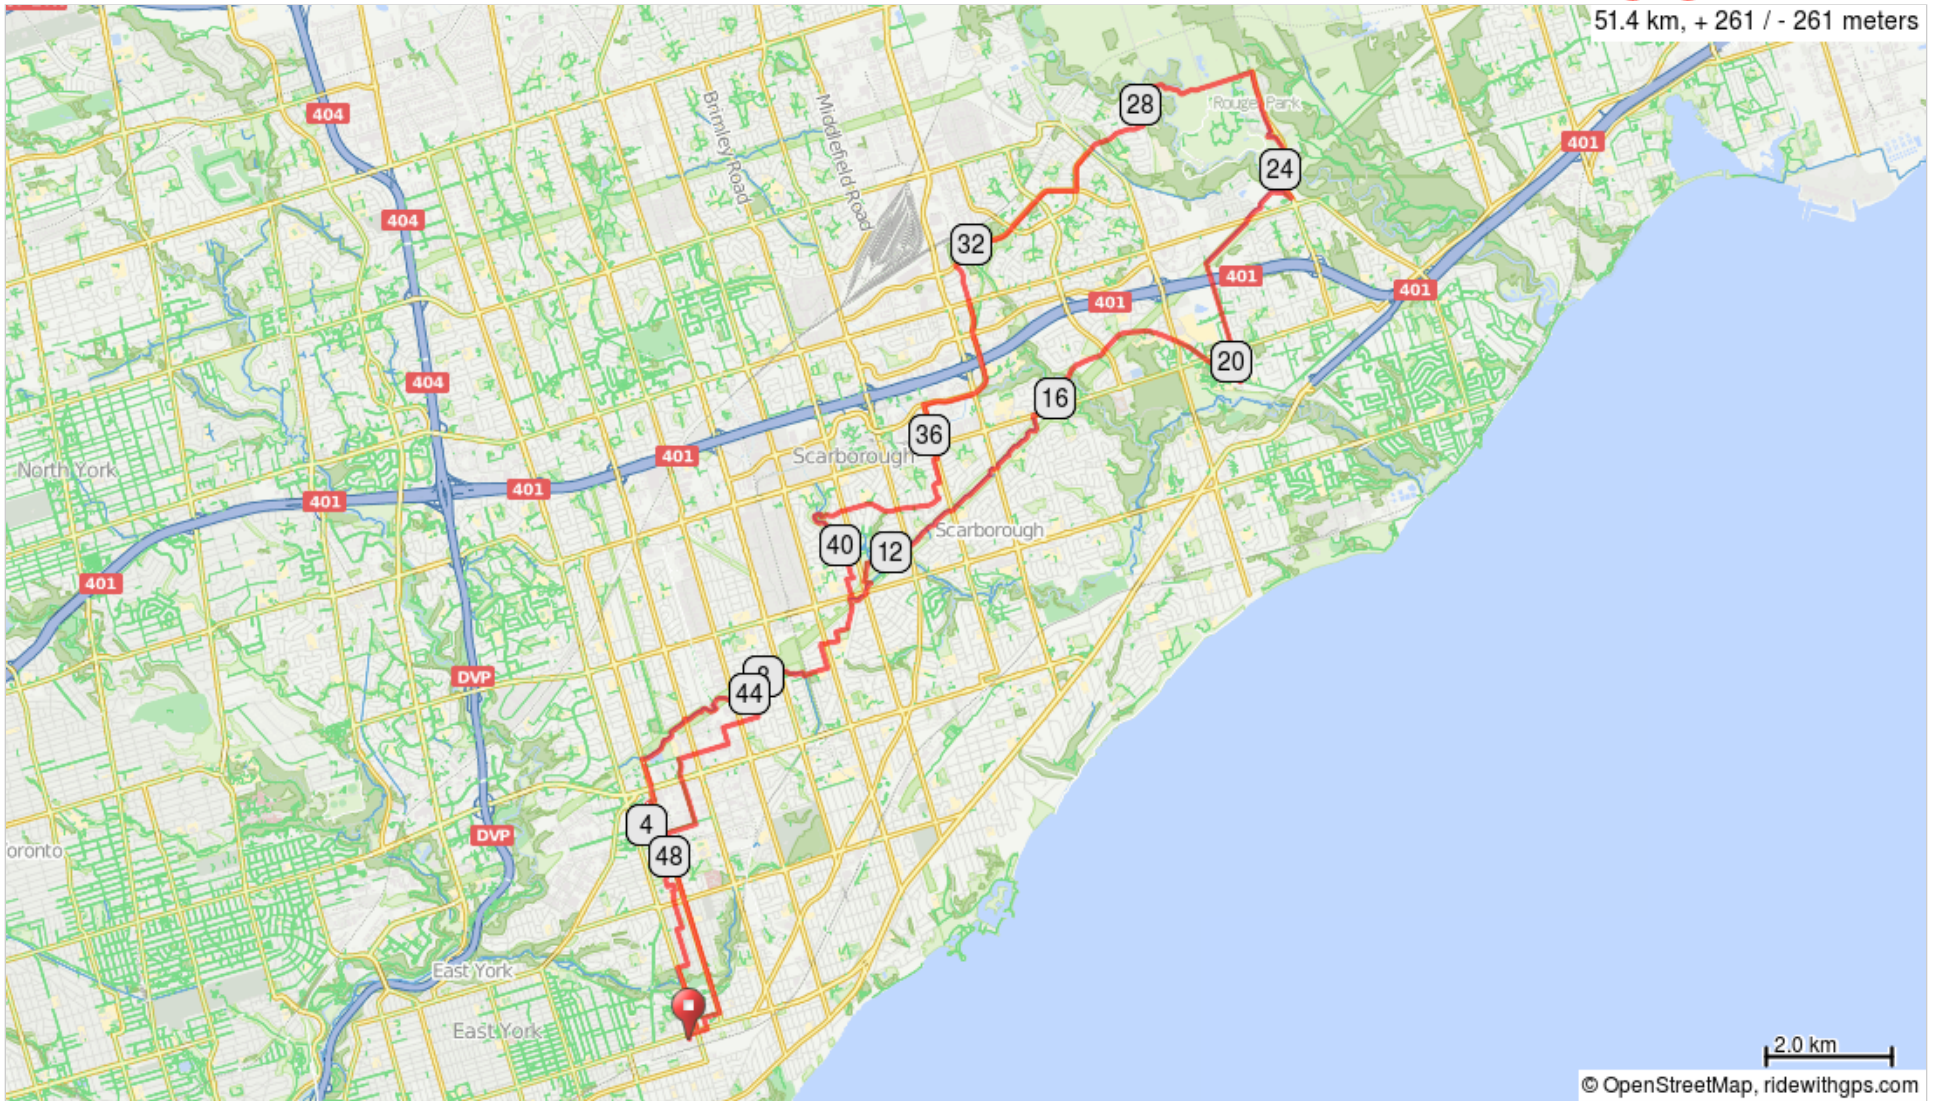 51.4 km, + 261 / - 261 meters
28
Rouge Park
404
Brimley Road
Middlefield Road
401
24
404
32
401
401
401
404
20
16
36
North York
401
Scarborough
401
401
Scarborough
40
12
401
DVP
8
44
4
DVP
oronto
48
East York
East York
2.0 km
© OpenStreetMap, ridewithgps.com